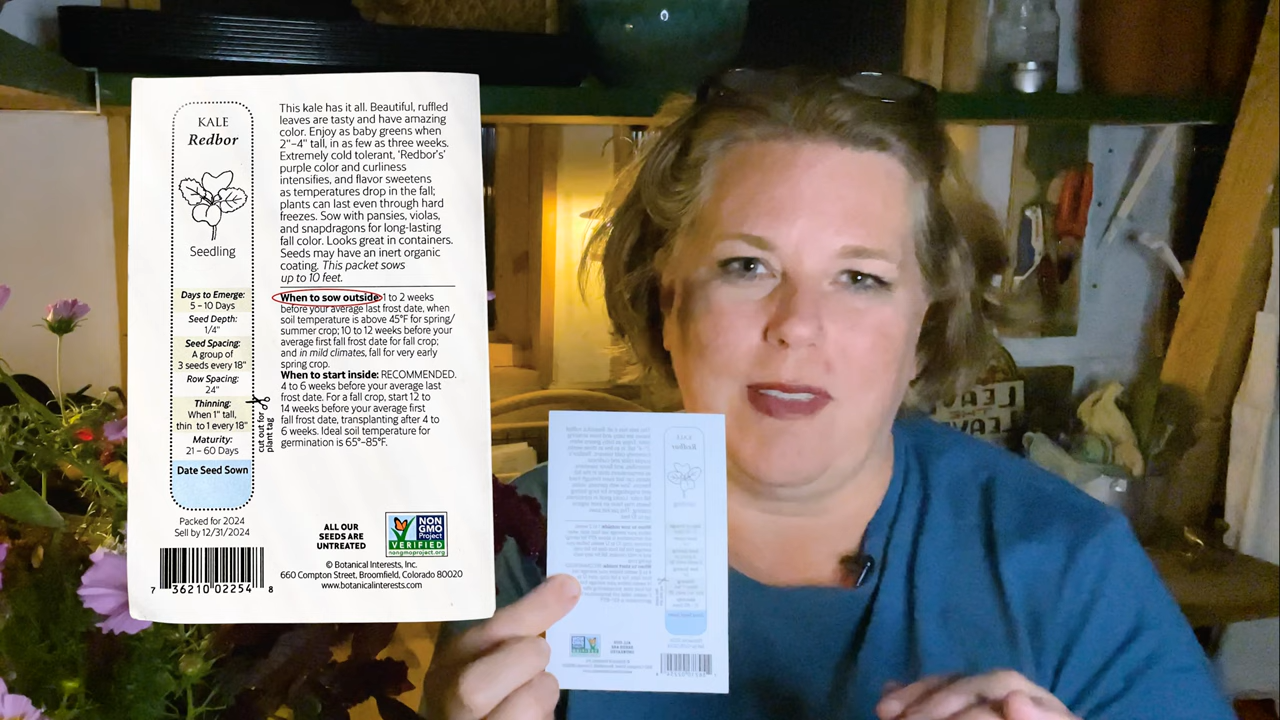 KALE
Redbor
Seedling
Days to Emerge:
5 – 10 Days
Seed Depth:
1/4"
Seed Spacing:
A group of
3 seeds every 18"
Row Spacing:
24"
Thinning:
When 1" tall,
thin to 1 every 18"
Maturity:
21 – 60 Days
Date Seed Sown
cut out for
plant tag
Packed for 2024
Sell by 12/31/2024
7 36210 02254 8
This kale has it all. Beautiful, ruffled
leaves are tasty and have amazing
color. Enjoy as baby greens when
2"–4" tall, in as few as three weeks.
Extremely cold tolerant, 'Redbor's'
purple color and curliness
intensifies, and flavor sweetens
as temperatures drop in the fall;
plants can last even through hard
freezes. Sow with pansies, violas,
and snapdragons for long-lasting
fall color. Looks great in containers.
Seeds may have an inert organic
coating. This packet sows
up to 10 feet.
When to sow outside: 1 to 2 weeks
before your average last frost date, when
soil temperature is above 45°F for spring/
summer crop; 10 to 12 weeks before your
average first fall frost date for fall crop;
and in mild climates, fall for very early
spring crop.
When to start inside: RECOMMENDED.
4 to 6 weeks before your average last
frost date. For a fall crop, start 12 to
14 weeks before your average first
fall frost date, transplanting after 4 to
6 weeks. Ideal soil temperature for
germination is 65°–85°F.
ALL OUR
SEEDS ARE
UNTREATED
NON
GMO
Project
VERIFIED
nongmoproject.org
© Botanical Interests, Inc.
660 Compton Street, Broomfield, Colorado 80020
www.botanicalinterests.com
KALE
Redbor